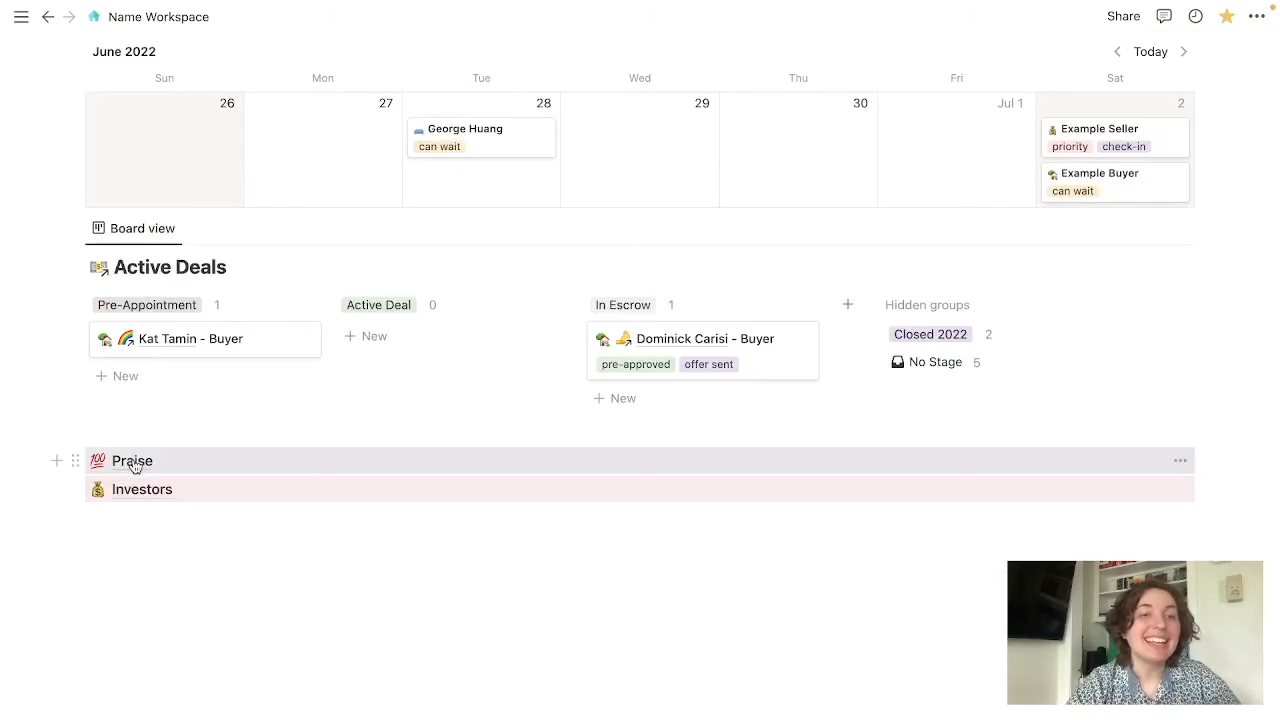 Name Workspace
Share
June 2022
Today
Sun Mon Tue Wed Thu Fri Sat
26 27 28 29 30 Jul 1 2
George Huang
can wait
Example Seller
priority check-in
Example Buyer
can wait
Board view
Active Deals
Pre-Appointment 1
Kat Tamin - Buyer
+ New
Active Deal 0
+ New
In Escrow 1
Dominick Carisi - Buyer
pre-approved offer sent
+ New
Hidden groups
Closed 2022 2
No Stage 5
💯 Praise
Investors